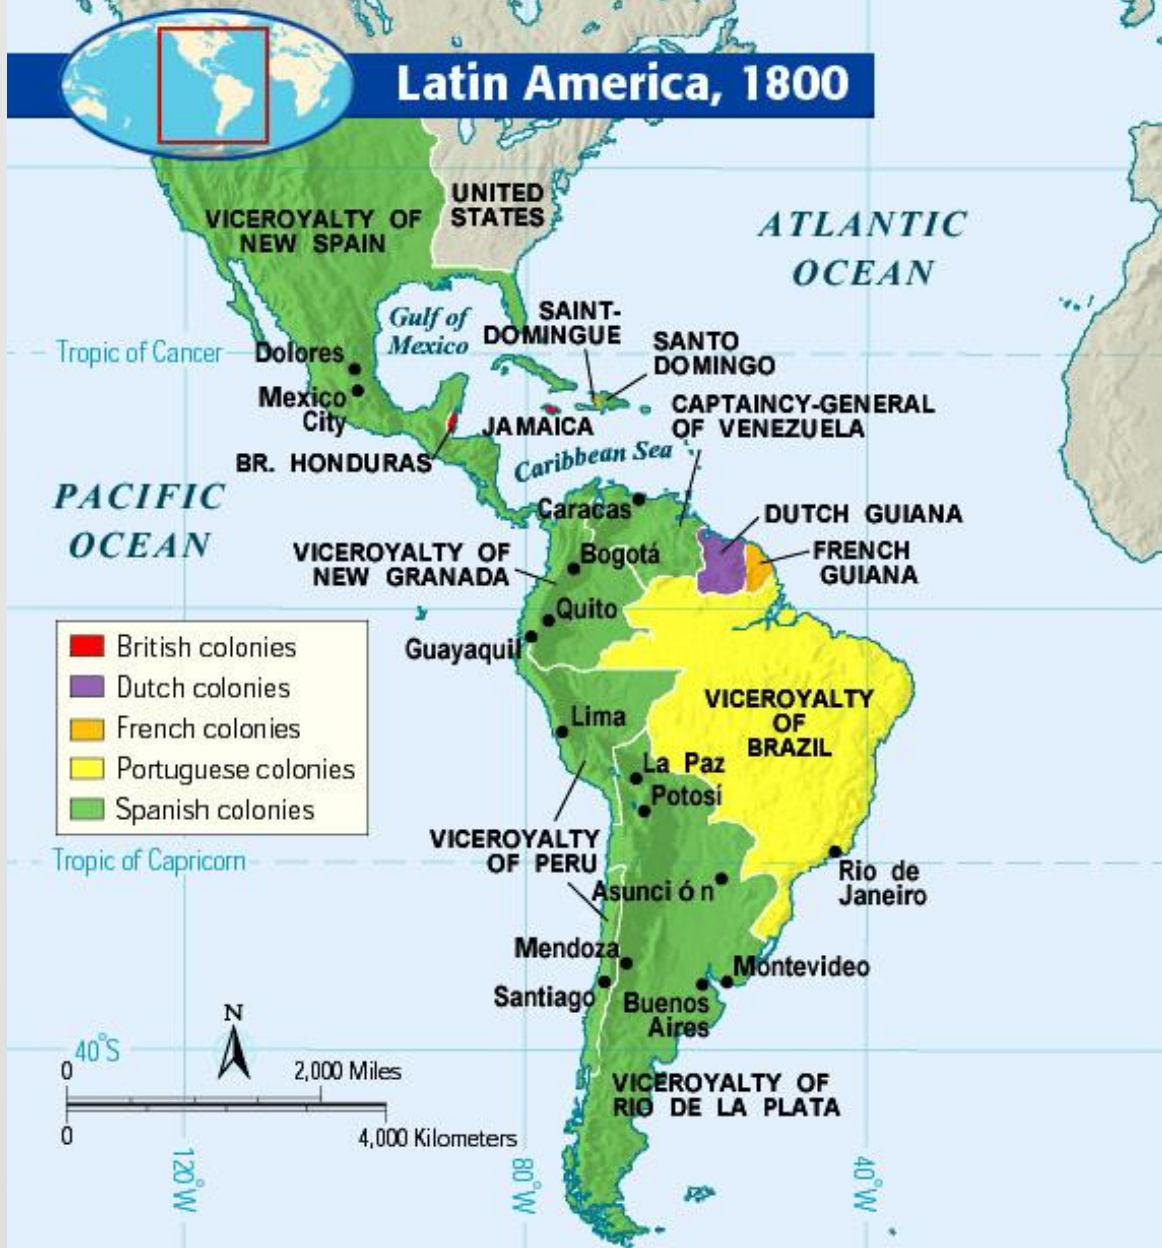 Latin America, 1800
UNITED
STATES
VICEROYALTY OF
NEW SPAIN
ATLANTIC
OCEAN
Gulf of
Mexico
SAINT-
DOMINGUE
SANTO
DOMINGO
Tropic of Cancer
Dolores
Mexico
City
CAPTAINCY-GENERAL
OF VENEZUELA
JAMAICA
BR. HONDURAS
Caribbean Sea
PACIFIC
OCEAN
Caracas
DUTCH GUIANA
VICEROYALTY OF
NEW GRANADA
Bogotá
FRENCH
GUIANA
Quito
Guayaquil
British colonies
Dutch colonies
French colonies
Portuguese colonies
Spanish colonies
VICEROYALTY
OF
BRAZIL
Lima
La Paz
Potosí
VICEROYALTY
OF PERU
Tropic of Capricorn
Rio de
Janeiro
Asunci ó n
Mendoza
Montevideo
Santiago
Buenos
Aires
N
40°S
0
2,000 Miles
0
4,000 Kilometers
VICEROYALTY OF
RIO DE LA PLATA
120°W
80°W
40°W